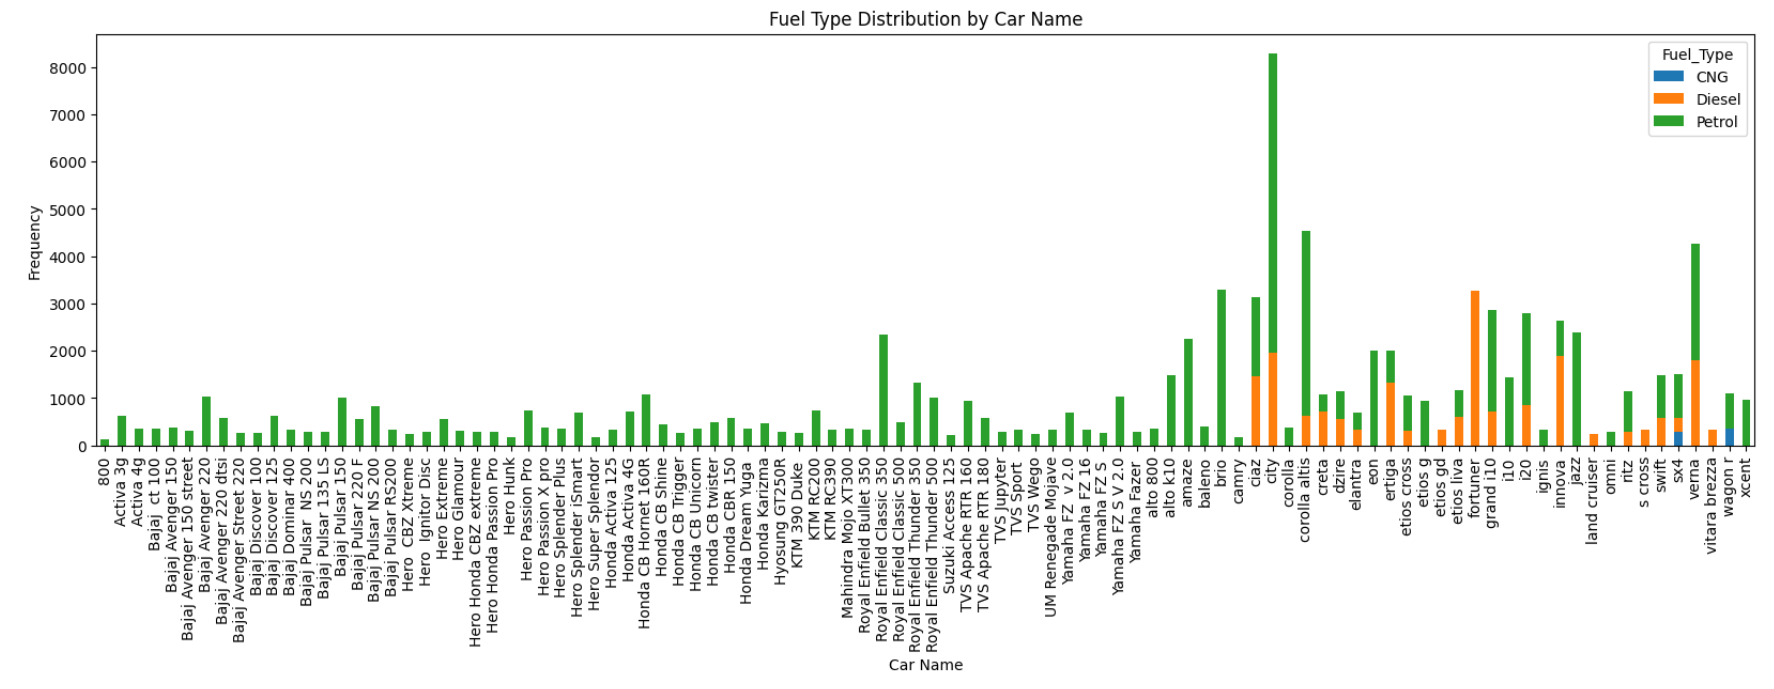 Fuel Type Distribution by Car Name
Fuel_Type
CNG
Diesel
Petrol
Frequency
8000
7000
6000
5000
4000
3000
2000
1000
0
800
Activa 3g
Activa 4g
Bajaj  ct 100
Bajaj Avenger 150
Bajaj Avenger 150 street
Bajaj Avenger 220
Bajaj Avenger 220 dtsi
Bajaj Avenger Street 220
Bajaj Discover 100
Bajaj Discover 125
Bajaj Dominar 400
Bajaj Pulsar  NS 200
Bajaj Pulsar 135 LS
Bajaj Pulsar 150
Bajaj Pulsar 220 F
Bajaj Pulsar NS 200
Bajaj Pulsar RS200
Hero  CBZ Xtreme
Hero  Ignitor Disc
Hero Extreme
Hero Glamour
Hero Honda CBZ extreme
Hero Honda Passion Pro
Hero Hunk
Hero Passion Pro
Hero Passion X pro
Hero Splender Plus
Hero Splender iSmart
Hero Super Splendor
Honda Activa 125
Honda Activa 4G
Honda CB Hornet 160R
Honda CB Shine
Honda CB Trigger
Honda CB Unicorn
Honda CB twister
Honda CBR 150
Honda Dream Yuga
Honda Karizma
Hyosung GT250R
KTM 390 Duke
KTM RC200
KTM RC390
Mahindra Mojo XT300
Royal Enfield Bullet 350
Royal Enfield Classic 350
Royal Enfield Classic 500
Royal Enfield Thunder 350
Royal Enfield Thunder 500
Suzuki Access 125
TVS Apache RTR 160
TVS Apache RTR 180
TVS Jupyter
TVS Sport
TVS Wego
UM Renegade Mojave
Yamaha FZ  v 2.0
Yamaha FZ 16
Yamaha FZ S
Yamaha FZ S V 2.0
Yamaha Fazer
alto 800
alto k10
amaze
baleno
brio
camry
ciaz
city
corolla
corolla altis
creta
dzire
elantra
eon
ertiga
etios cross
etios g
etios gd
etios liva
fortuner
grand i10
i10
i20
ignis
innova
jazz
land cruiser
omni
ritz
s cross
swift
sx4
verna
vitara brezza
wagon r
xcent
Car Name